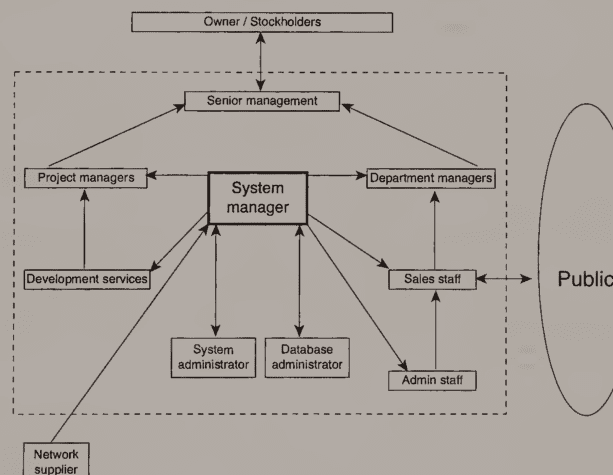 Owner / Stockholders
Senior management
Project managers
System
manager
Department managers
Development services
Sales staff
Public
System
administrator
Database
administrator
Admin staff
Network
supplier